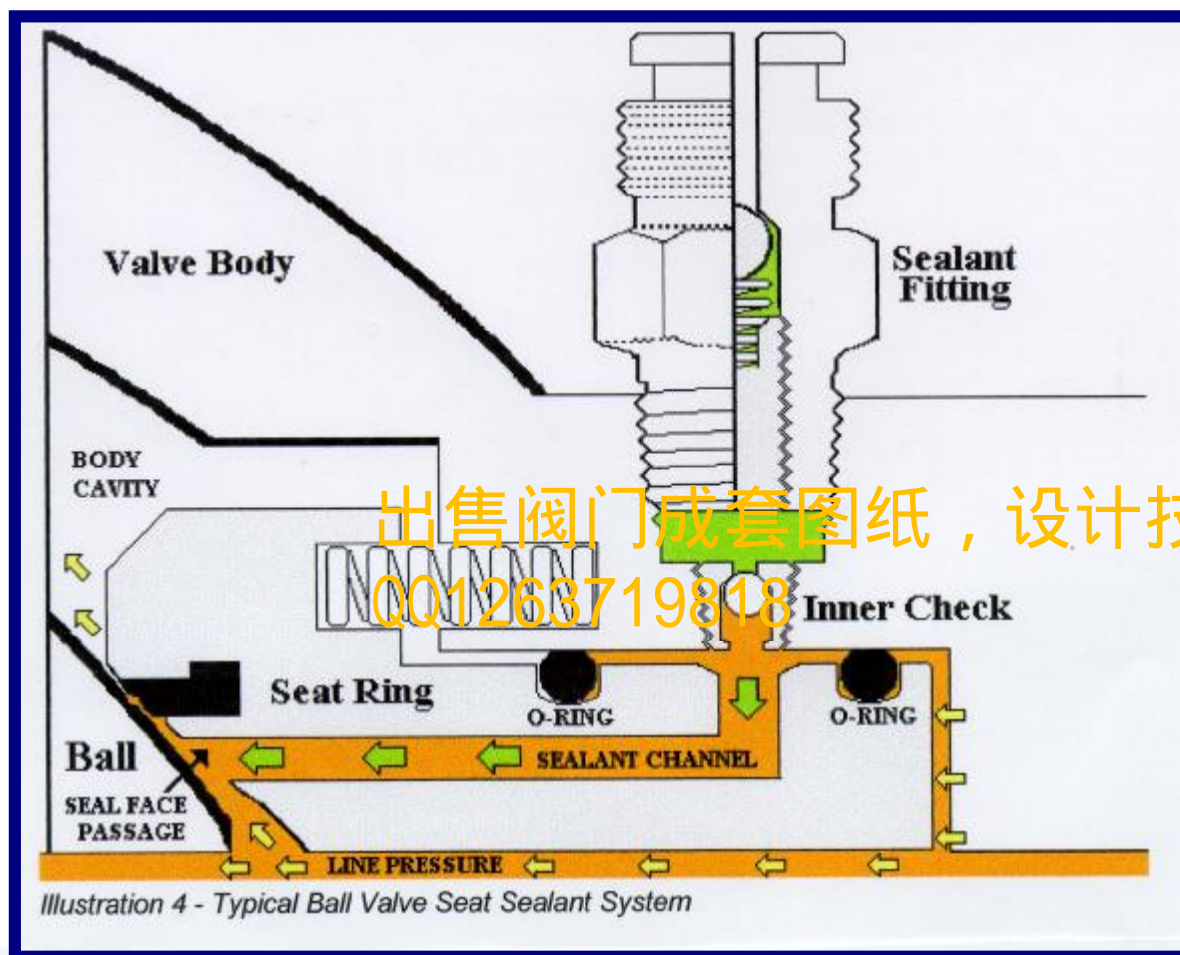 Valve Body
Sealant
Fitting
BODY
CAVITY
出售阀门成套图纸，设计技
QQ1263719818
Inner Check
Seat Ring
O-RING
O-RING
Ball
SEALANT CHANNEL
SEAL FACE
PASSAGE
LINE PRESSURE
Illustration 4 - Typical Ball Valve Seat Sealant System